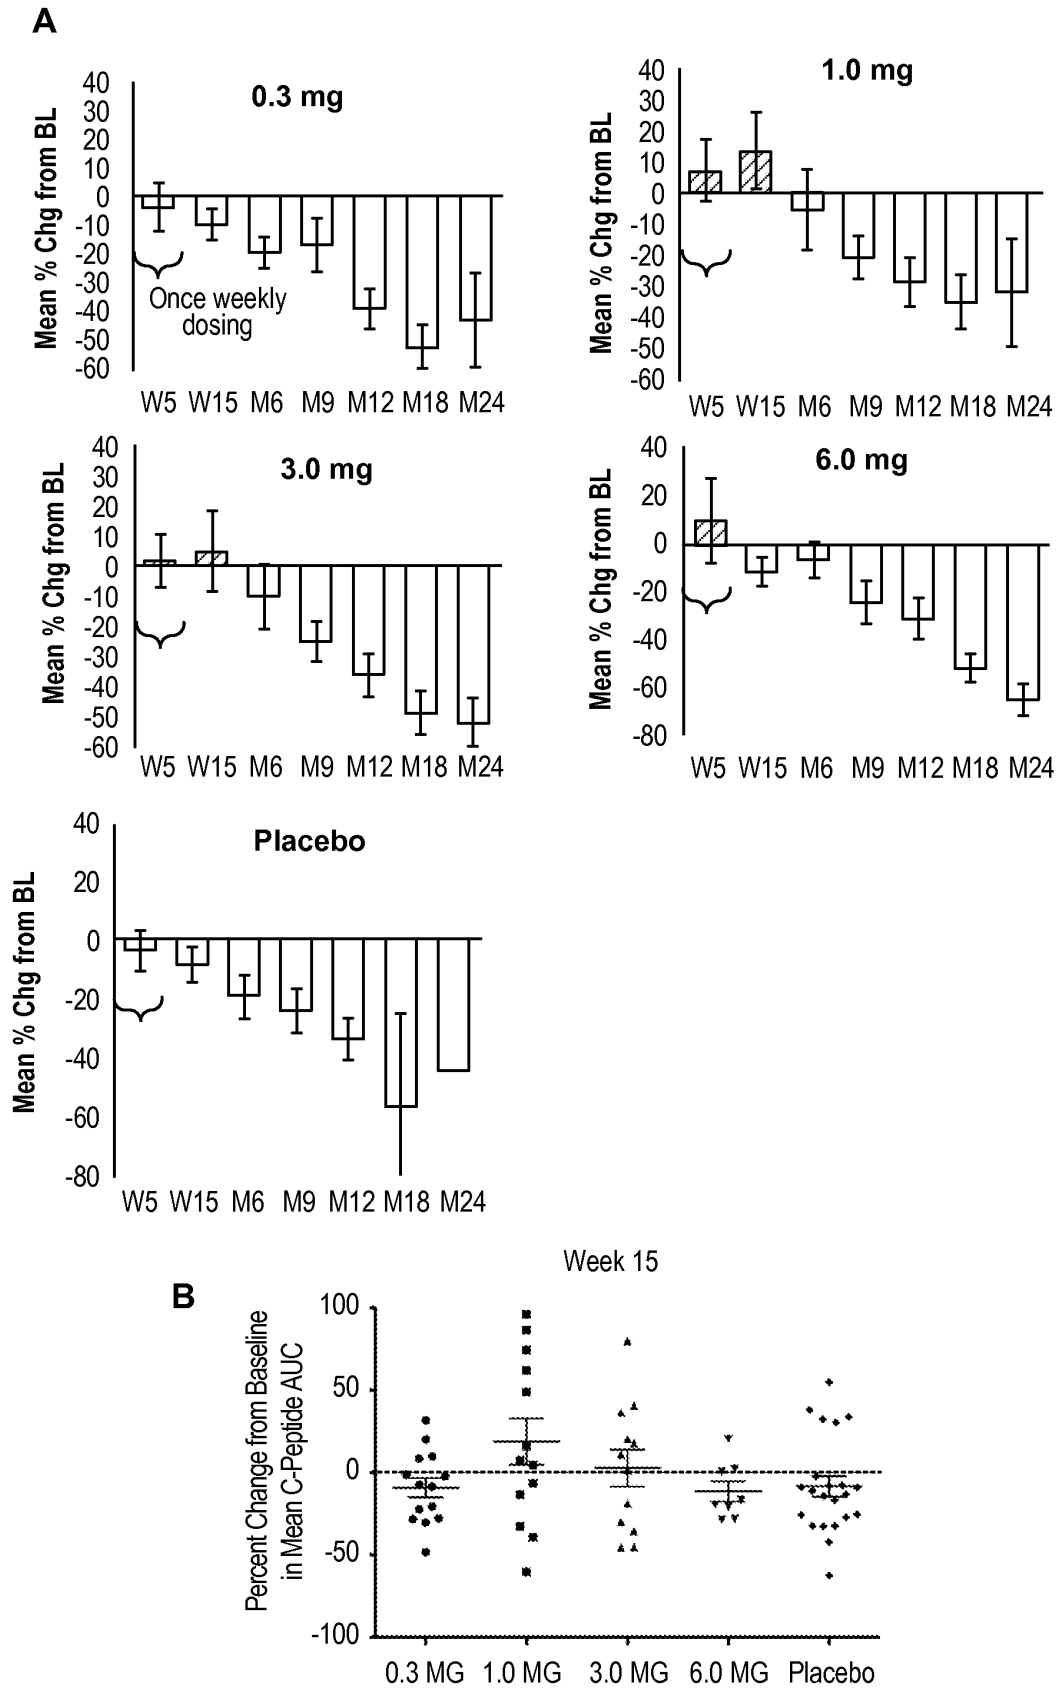 A
0.3 mg
Mean % Chg from BL
40
30
20
10
0
-10
-20
-30
-40
-50
-60
Once weekly
dosing
W5 W15 M6 M9 M12 M18 M24
1.0 mg
Mean % Chg from BL
40
30
20
10
0
-10
-20
-30
-40
-50
-60
W5 W15 M6 M9 M12 M18 M24
3.0 mg
Mean % Chg from BL
40
30
20
10
0
-10
-20
-30
-40
-50
-60
W5 W15 M6 M9 M12 M18 M24
6.0 mg
Mean % Chg from BL
40
20
0
-20
-40
-60
-80
W5 W15 M6 M9 M12 M18 M24
Placebo
Mean % Chg from BL
40
20
0
-20
-40
-60
-80
W5 W15 M6 M9 M12 M18 M24
B
Week 15
Percent Change from Baseline
in Mean C-Peptide AUC
100
50
0
-50
-100
0.3 MG 1.0 MG 3.0 MG 6.0 MG Placebo